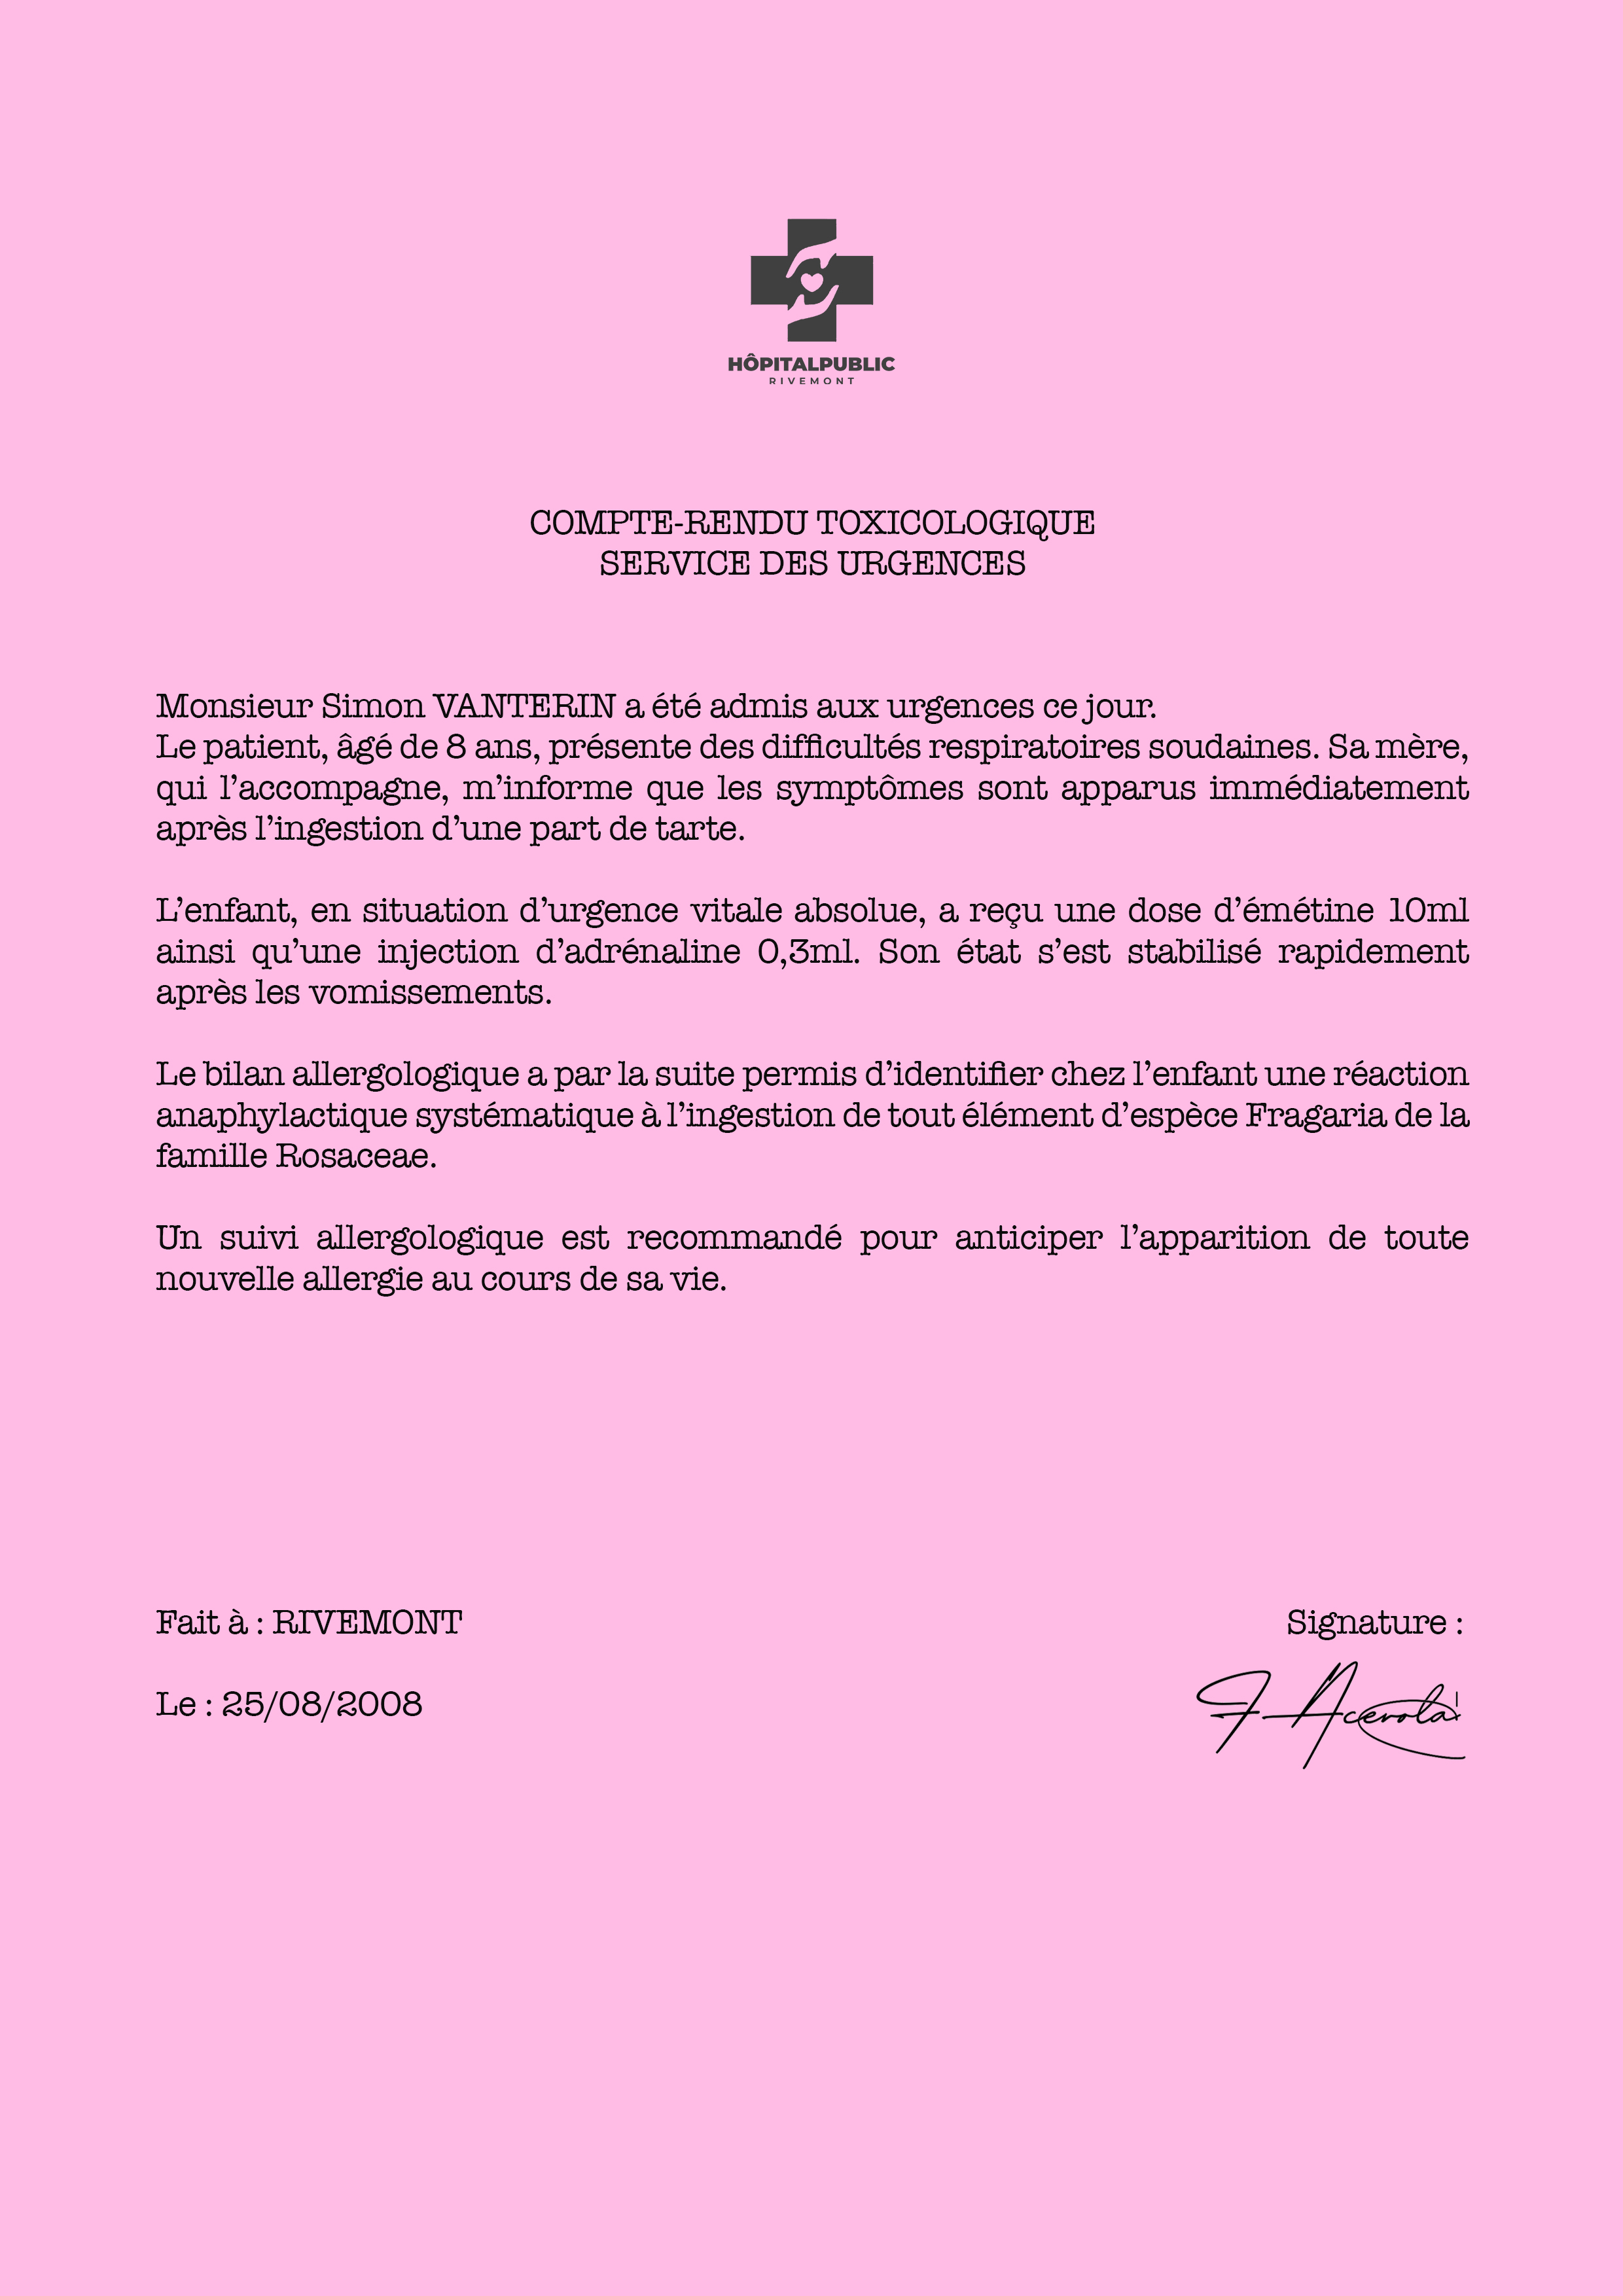 HÔPITALPUBLIC
RIVEMONT
COMPTE-RENDU TOXICOLOGIQUE
SERVICE DES URGENCES
Monsieur Simon VANTERIN a été admis aux urgences ce jour.
Le patient, âgé de 8 ans, présente des difficultés respiratoires soudaines. Sa mère,
qui l’accompagne, m’informe que les symptômes sont apparus immédiatement
après l’ingestion d’une part de tarte.
L’enfant, en situation d’urgence vitale absolue, a reçu une dose d’émétine 10ml
ainsi qu’une injection d’adrénaline 0,3ml. Son état s’est stabilisé rapidement
après les vomissements.
Le bilan allergologique a par la suite permis d’identifier chez l’enfant une réaction
anaphylactique systématique à l’ingestion de tout élément d’espèce Fragaria de la
famille Rosaceae.
Un suivi allergologique est recommandé pour anticiper l’apparition de toute
nouvelle allergie au cours de sa vie.
Fait à : RIVEMONT
Signature :
Le : 25/08/2008
F. Acerola